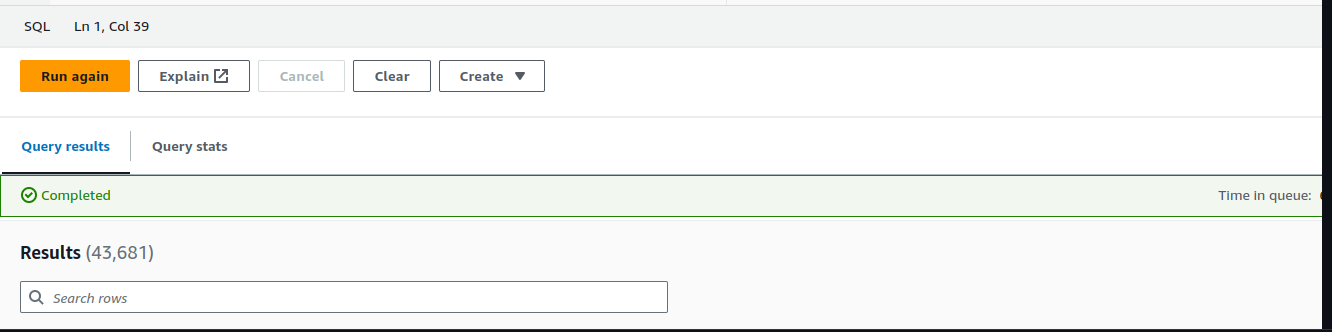 SQL Ln 1, Col 39
Run again Explain Cancel Clear Create
Query results Query stats
Completed Time in queue:
Results (43,681)
Search rows